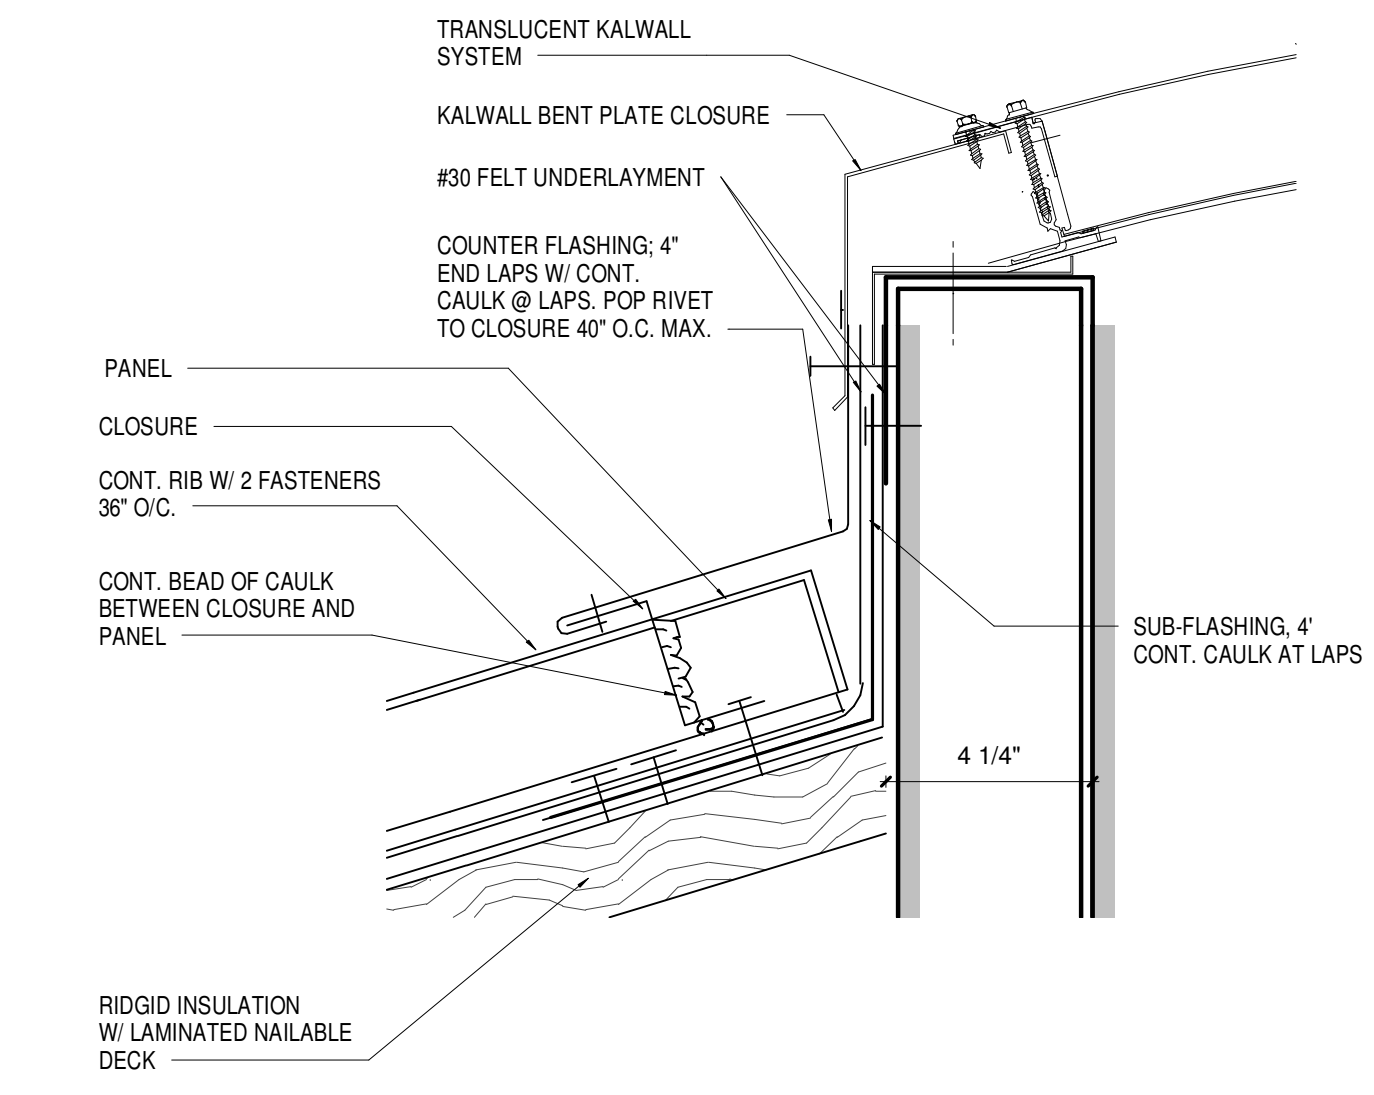 TRANSLUCENT KALWALL
SYSTEM
KALWALL BENT PLATE CLOSURE
#30 FELT UNDERLAYMENT
COUNTER FLASHING; 4"
END LAPS W/ CONT.
CAULK @ LAPS. POP RIVET
TO CLOSURE 40" O.C. MAX.
PANEL
CLOSURE
CONT. RIB W/ 2 FASTENERS
36" O/C.
CONT. BEAD OF CAULK
BETWEEN CLOSURE AND
PANEL
SUB-FLASHING, 4'
CONT. CAULK AT LAPS
4 1/4"
RIDGID INSULATION
W/ LAMINATED NAILABLE
DECK